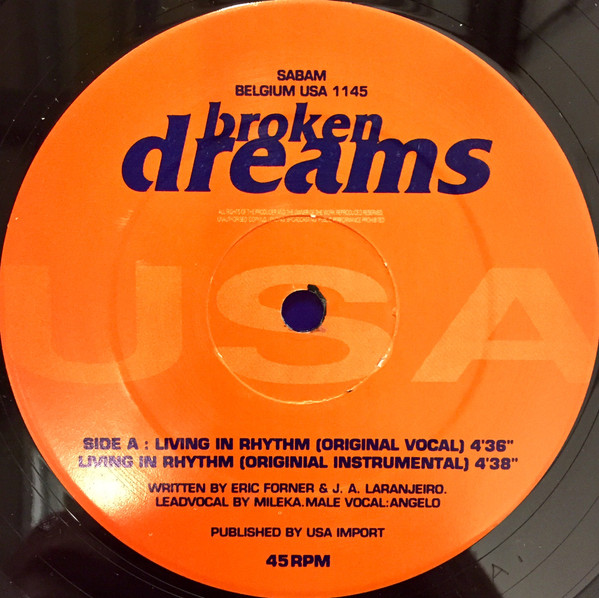 SABAM
BELGIUM USA 1145
broken
dreams
USA
SIDE A : LIVING IN RHYTHM (ORIGINAL VOCAL) 4'36"
LIVING IN RHYTHM (ORIGINIAL INSTRUMENTAL) 4'38"
WRITTEN BY ERIC FORNER & J. A. LARANJEIRO.
LEADVOCAL BY MILEKA.MALE VOCAL:ANGELO
PUBLISHED BY USA IMPORT
45RPM